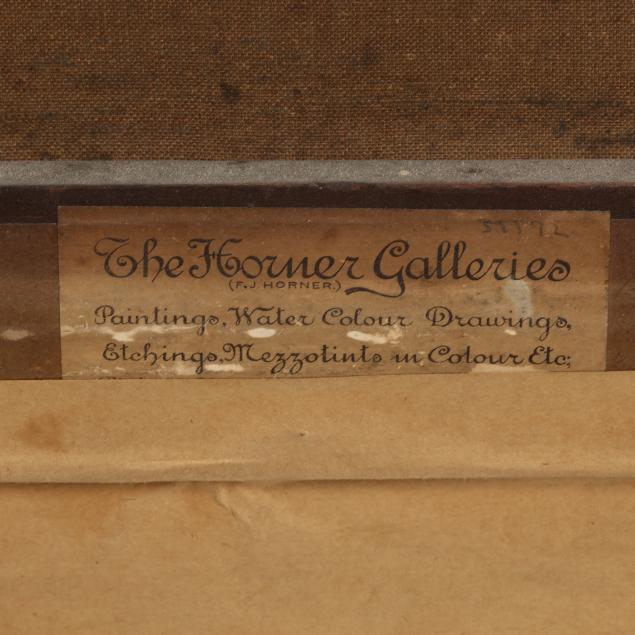 The Horner Galleries
(F.J HORNER.)
Paintings, Water Colour Drawings,
Etchings, Mezzotints in Colour Etc;